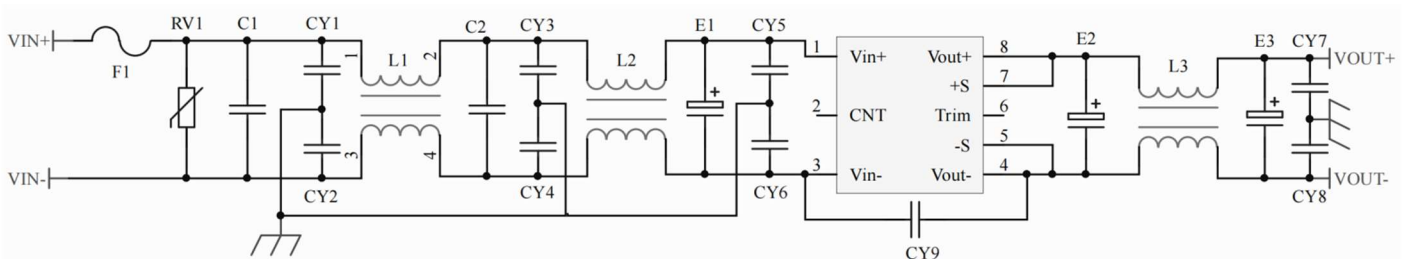 VIN+
F1
RV1
C1
CY1
1
L1
2
C2
CY3
L2
E1
+
CY5
1
Vin+
Vout+
8
+S
7
2
CNT
Trim
6
-S
5
3
Vin-
Vout-
4
E2
+
L3
E3
+
CY7
VOUT+
VIN-
CY2
3
4
CY4
CY6
CY9
CY8
VOUT-